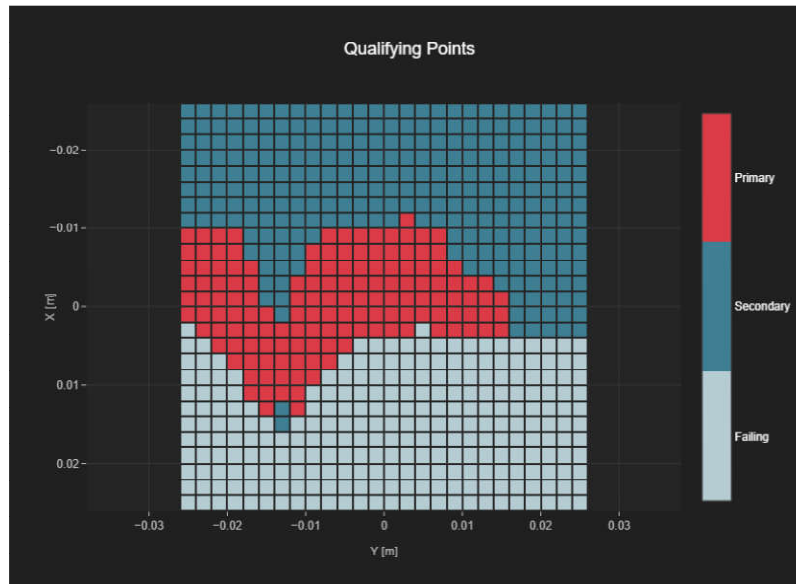 Qualifying Points
−0.02
−0.01
0
0.01
0.02
X [m]
−0.03
−0.02
−0.01
0
0.01
0.02
0.03
Y [m]
Primary
Secondary
Failing